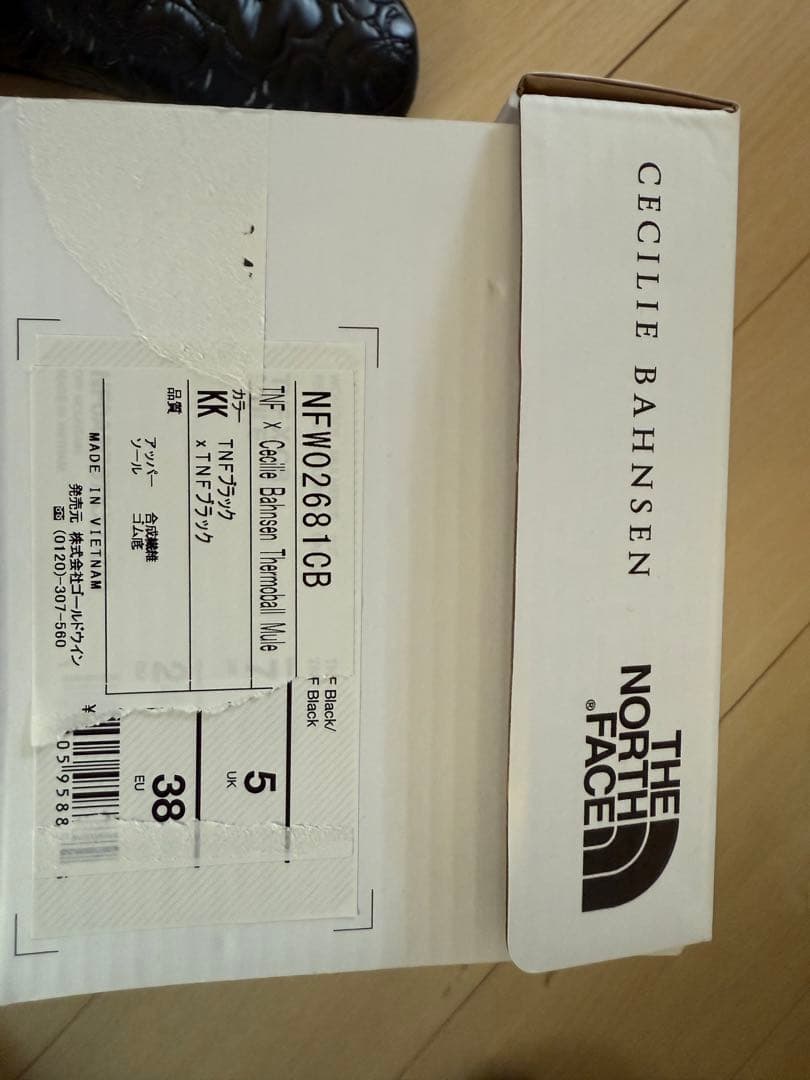 CECILIE BAHNSEN
THE
NORTH
FACE®
NFW02681CB
TNF X Cecilie Bahnsen Thermoball Mule
カラー
KK TNFブラック
xTNFブラック
品質
アッパー 合成繊維
ソール ゴム底
MADE IN VIETNAM
発売元 株式会社ゴールドウイン
(0120)-307-560
F Black/
F Black
5
UK
38
EU
¥
059588